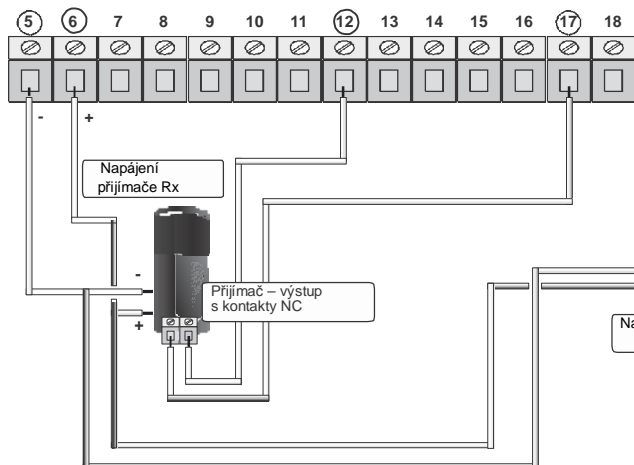 5 6 7 8 9 10 11 12 13 14 15 16 17 18
- +
Napájení
přijímače Rx
-
Přijímač – výstup
s kontakty NC
+